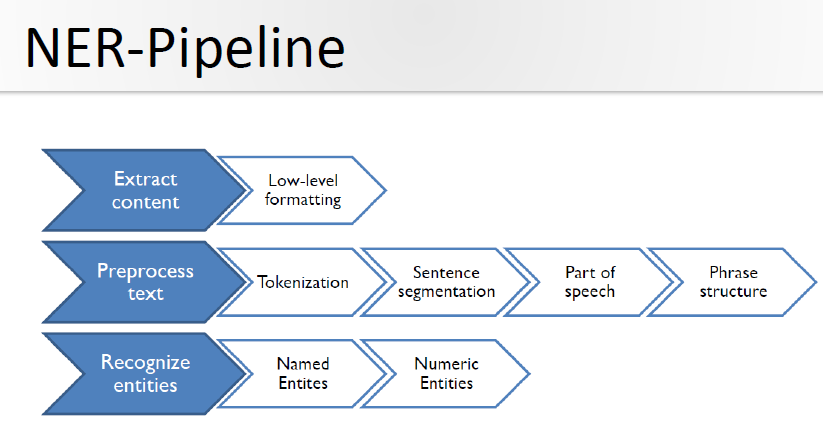 NER-Pipeline
Extract
content
Low-level
formatting
Preprocess
text
Tokenization
Sentence
segmentation
Part of
speech
Phrase
structure
Recognize
entities
Named
Entites
Numeric
Entities